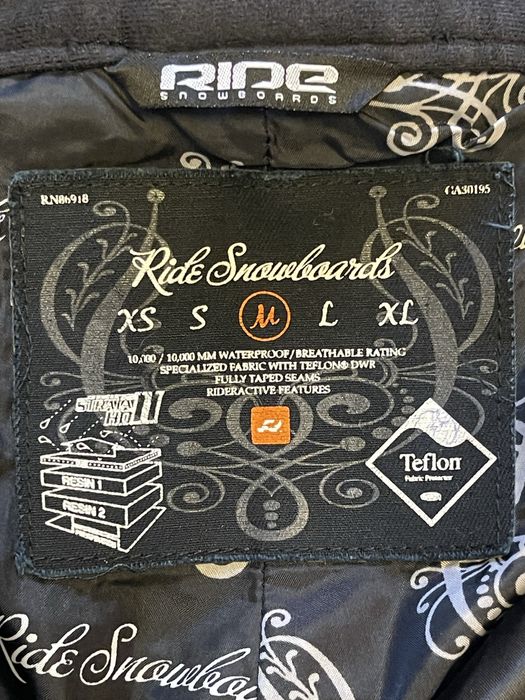 RIDE
SNOWBOARDS
RN86918
CA30195
Ride Snowboards
XS S M L XL
10,000 / 10,000 MM WATERPROOF/BREATHABLE RATING
SPECIALIZED FABRIC WITH TEFLON® DWR
FULLY TAPED SEAMS
RIDERACTIVE FEATURES
STRATA
RESIN 1
RESIN 2
Teflon
Fabric Protector
Ride Snowboa